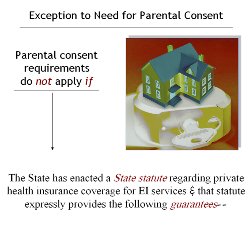 Exception to Need for Parental Consent
Parental consent
requirements
do not apply if
The State has enacted a State statute regarding private
health insurance coverage for EI services & that statute
expressly provides the following guarantees--